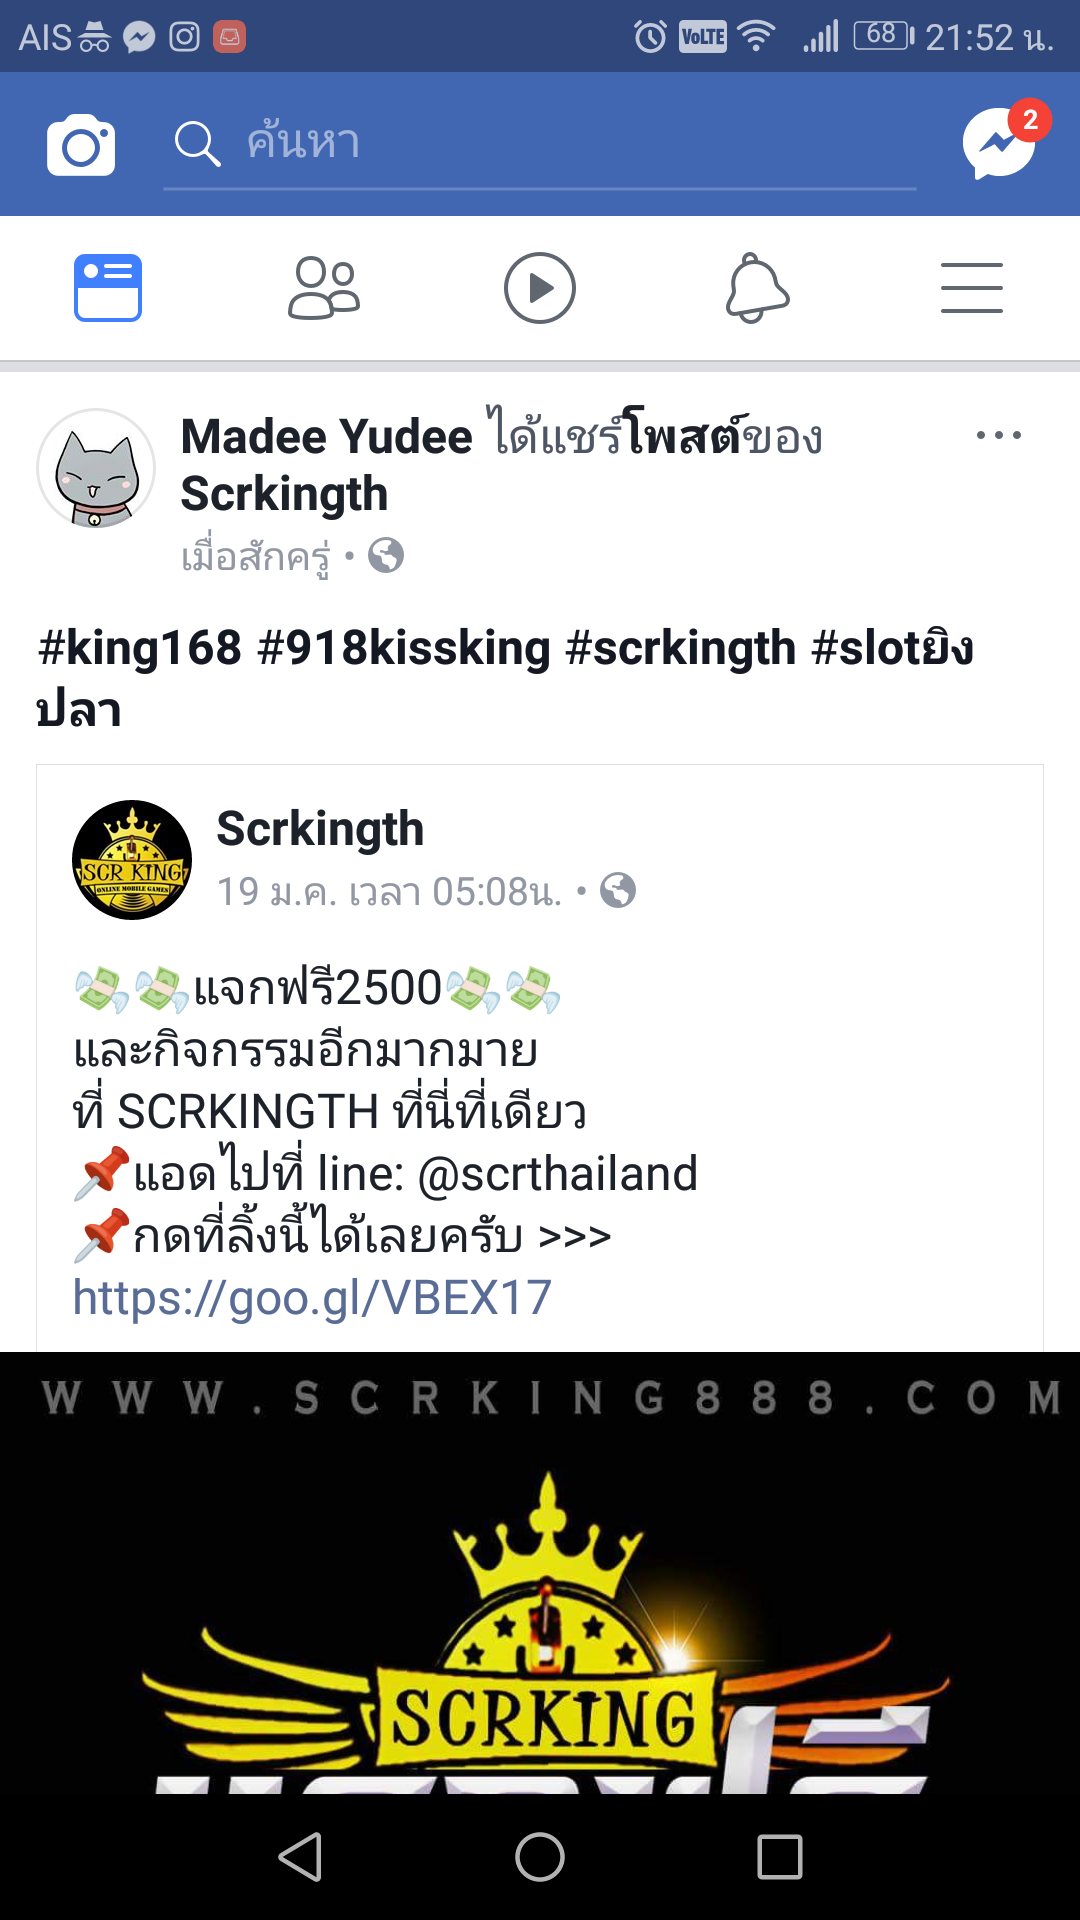 AIS VoLTE 68 21:52 น.
ค้นหา
2
Madee Yudee ได้แชร์โพสต์ของ
Scrkingth
เมื่อสักครู่ •
#king168 #918kissking #scrkingth #slotยิง
ปลา
SCR KING
ONLINE MOBILE GAMES
Scrkingth
19 ม.ค. เวลา 05:08น. •
💸💸แจกฟรี2500💸💸
และกิจกรรมอีกมากมาย
ที่ SCRKINGTH ที่นี่ที่เดียว
📌แอดไปที่ line: @scrthailand
📌กดที่ลิ้งนี้ได้เลยครับ >>>
https://goo.gl/VBEX17
WWW.SCRKING888.COM
SCRKING